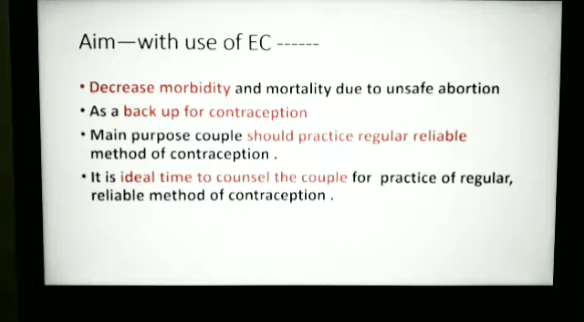 Aim—with use of EC ------
• Decrease morbidity and mortality due to unsafe abortion
• As a back up for contraception
• Main purpose couple should practice regular reliable
method of contraception .
• It is ideal time to counsel the couple for practice of regular,
reliable method of contraception .